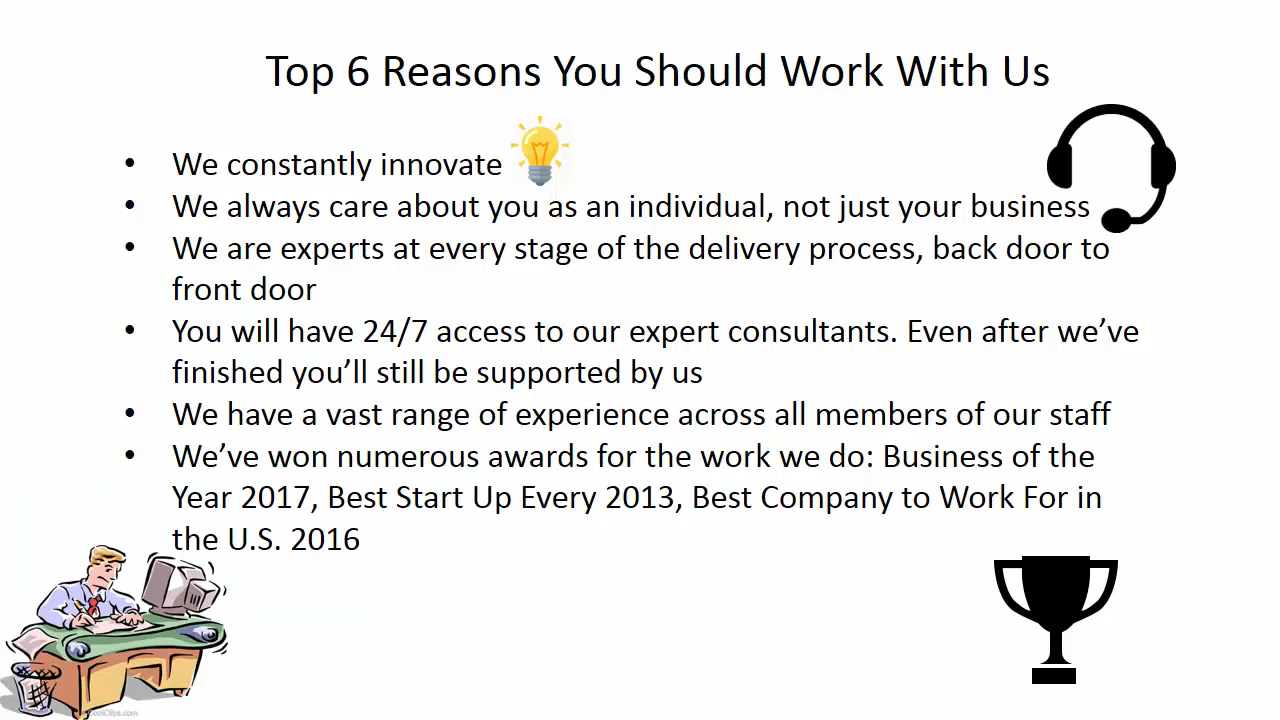 Top 6 Reasons You Should Work With Us
• We constantly innovate
• We always care about you as an individual, not just your business
• We are experts at every stage of the delivery process, back door to
front door
• You will have 24/7 access to our expert consultants. Even after we’ve
finished you’ll still be supported by us
• We have a vast range of experience across all members of our staff
• We’ve won numerous awards for the work we do: Business of the
Year 2017, Best Start Up Every 2013, Best Company to Work For in
the U.S. 2016